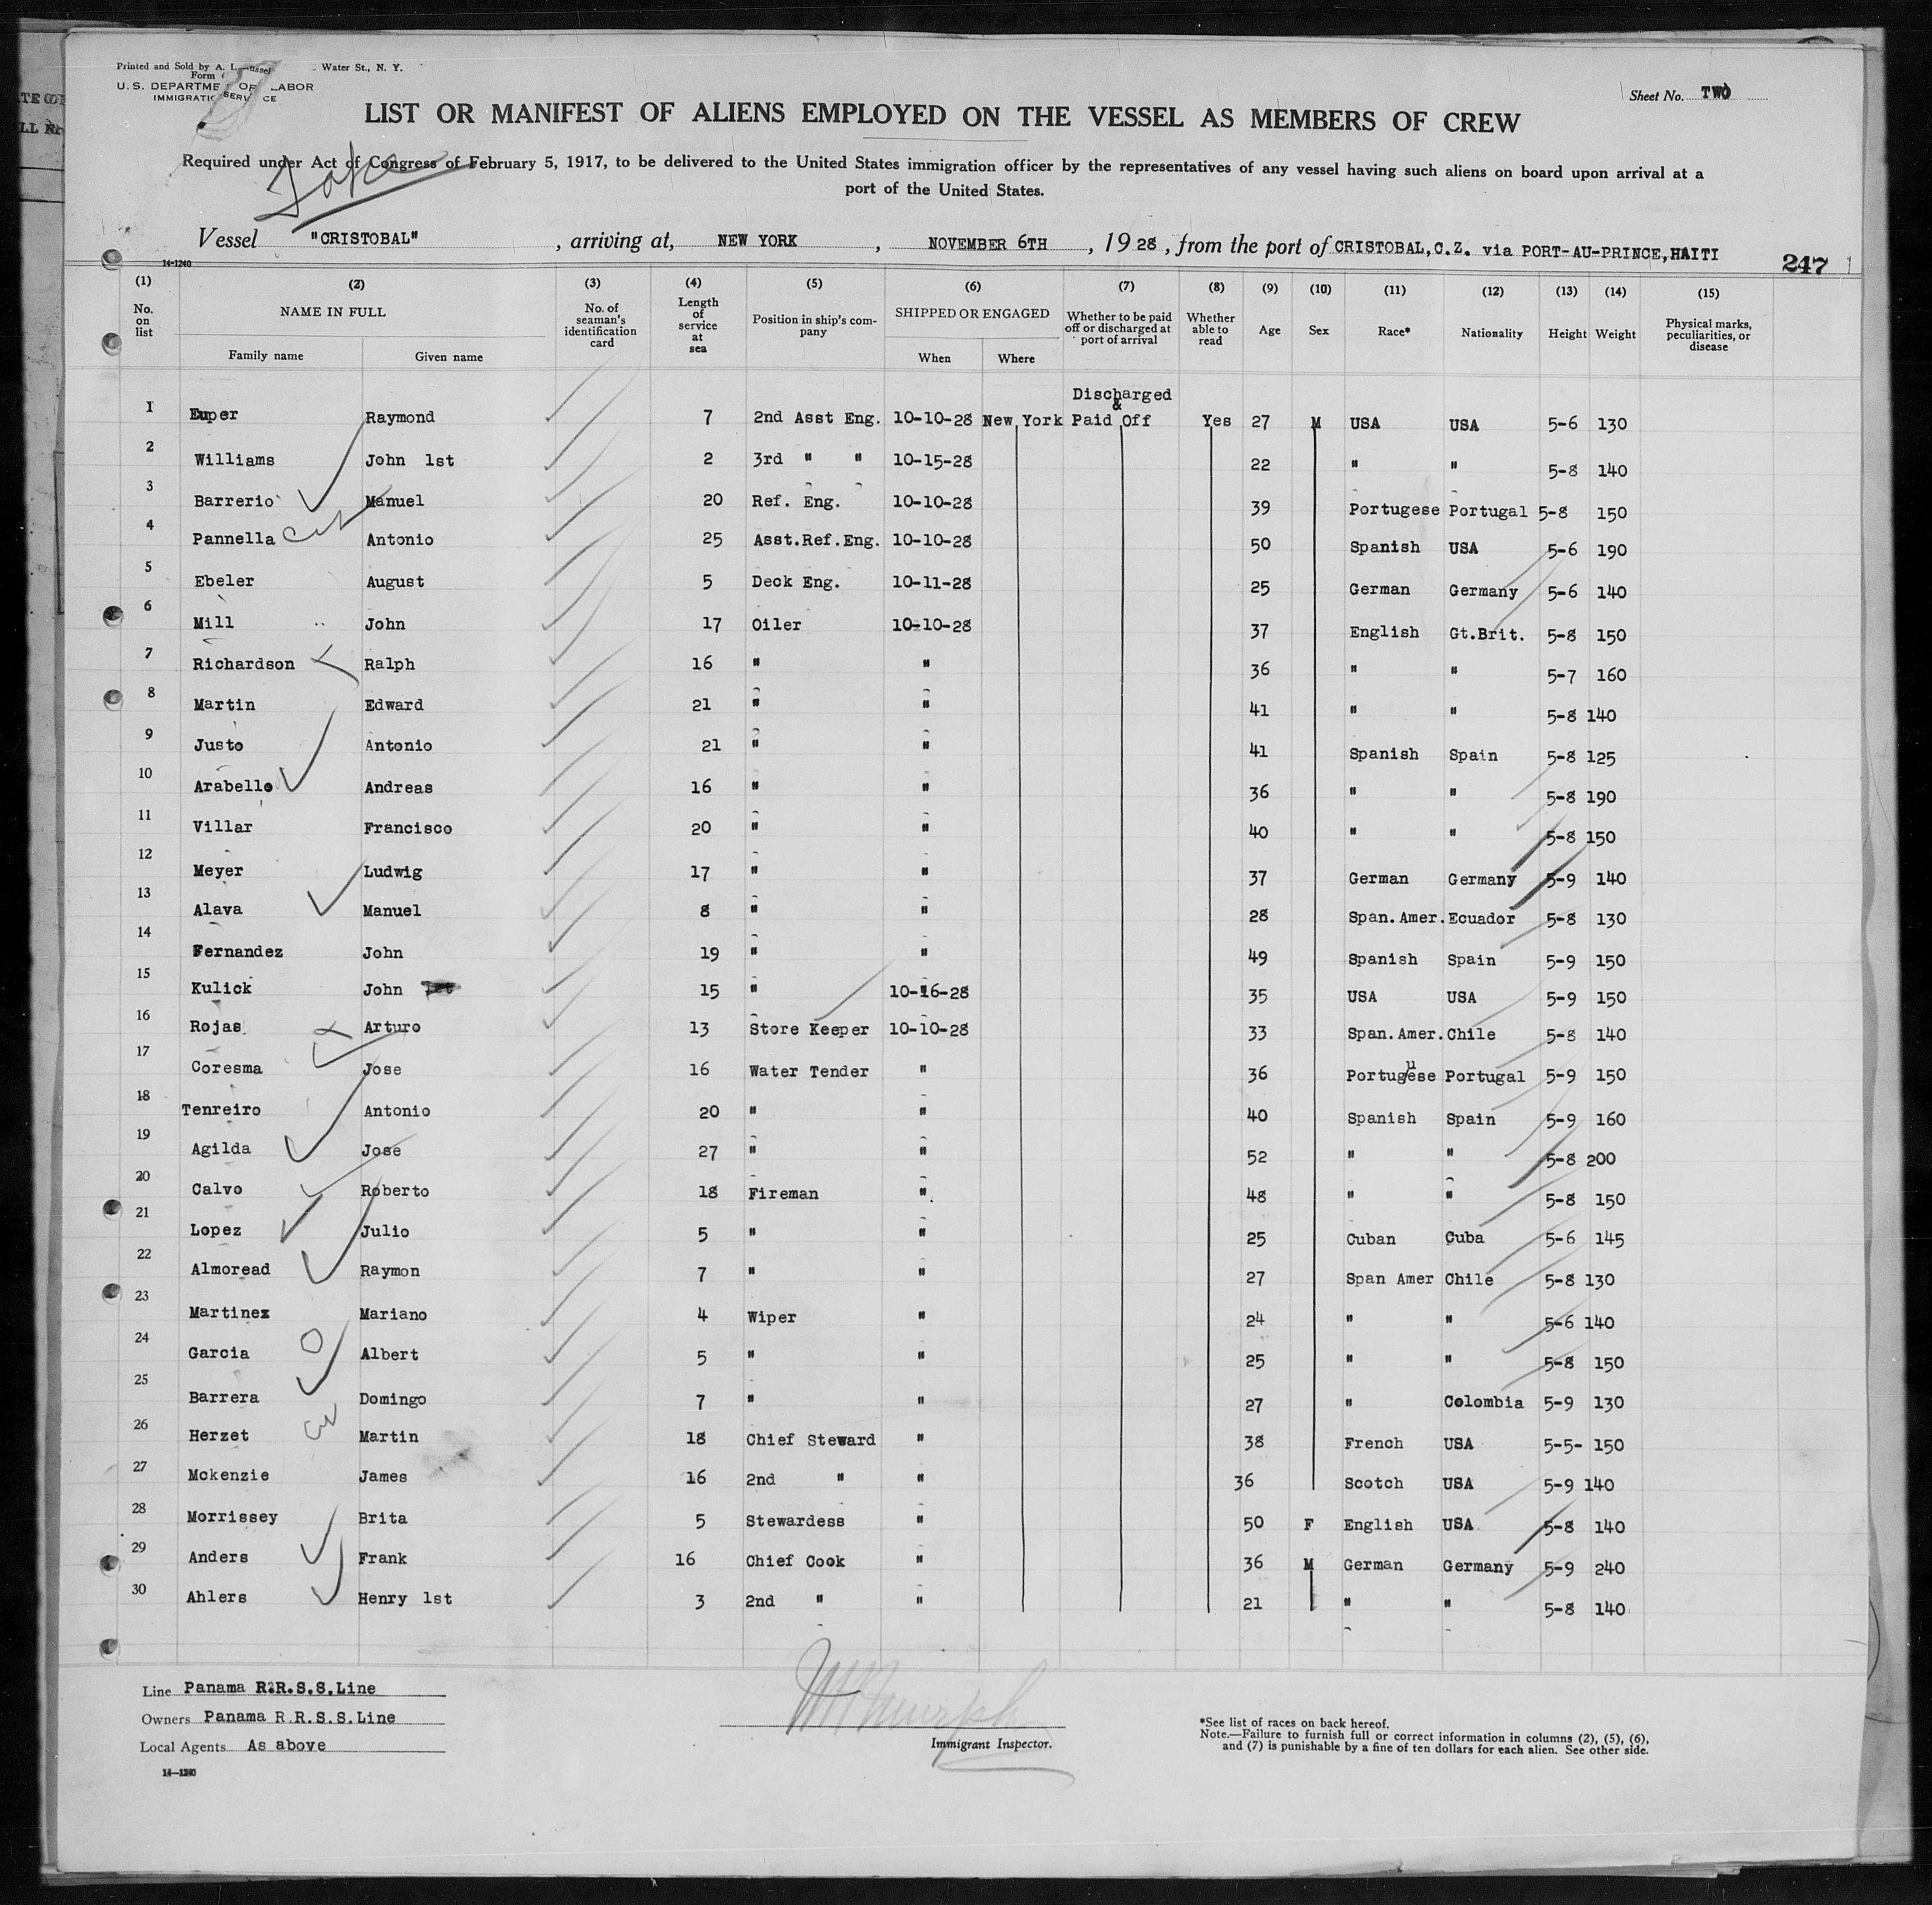 Printed and Sold by A. L. Water St., N. Y.
Form
U. S. DEPARTMENT OF LABOR
IMMIGRATION SERVICE
Sheet No. TWO
LIST OR MANIFEST OF ALIENS EMPLOYED ON THE VESSEL AS MEMBERS OF CREW
Required under Act of Congress of February 5, 1917, to be delivered to the United States immigration officer by the representatives of any vessel having such aliens on board upon arrival at a
port of the United States.
Vessel "CRISTOBAL", arriving at, NEW YORK, NOVEMBER 6TH, 1928, from the port of CRISTOBAL,C.Z. via PORT-AU-PRINCE,HAITI
14-1240
247
(1) (2) (3) (4) (5) (6) (7) (8) (9) (10) (11) (12) (13) (14) (15)
No. on list NAME IN FULL No. of seaman's identification card Length of service at sea Position in ship's company SHIPPED OR ENGAGED Whether to be paid off or discharged at port of arrival Whether able to read Age Sex Race* Nationality Height Weight Physical marks, peculiarities, or disease
Family name Given name When Where
Discharged
&
1 Euper Raymond 7 2nd Asst Eng. 10-10-28 New York Paid Off Yes 27 M USA USA 5-6 130
2 Williams John 1st 2 3rd " " 10-15-28 22 " " 5-8 140
3 Barrerio Manuel 20 Ref. Eng. 10-10-28 39 Portugese Portugal 5-8 150
4 Pannella Antonio 25 Asst.Ref.Eng. 10-10-28 50 Spanish USA 5-6 190
5 Ebeler August 5 Deck Eng. 10-11-28 25 German Germany 5-6 140
6 Mill John 17 Oiler 10-10-28 37 English Gt.Brit. 5-8 150
7 Richardson Ralph 16 " " 36 " " 5-7 160
8 Martin Edward 21 " " 41 " " 5-8 140
9 Justo Antonio 21 " " 41 Spanish Spain 5-8 125
10 Arabello Andreas 16 " " 36 " " 5-8 190
11 Villar Francisco 20 " " 40 " " 5-8 150
12 Meyer Ludwig 17 " " 37 German Germany 5-9 140
13 Alava Manuel 8 " " 28 Span.Amer. Ecuador 5-8 130
14 Fernandez John 19 " " 49 Spanish Spain 5-9 150
15 Kulick John 15 " 10-16-28 35 USA USA 5-9 150
16 Rojas Arturo 13 Store Keeper 10-10-28 33 Span.Amer. Chile 5-8 140
17 Coresma Jose 16 Water Tender " 36 Portuguese Portugal 5-9 150
18 Tenreiro Antonio 20 " " 40 Spanish Spain 5-9 160
19 Agilda Jose 27 " " 52 " " 5-8 200
20 Calvo Roberto 18 Fireman " 48 " " 5-8 150
21 Lopez Julio 5 " " 25 Cuban Cuba 5-6 145
22 Almoread Raymon 7 " " 27 Span Amer Chile 5-8 130
23 Martinez Mariano 4 Wiper " 24 " " 5-6 140
24 Garcia Albert 5 " " 25 " " 5-8 150
25 Barrera Domingo 7 " " 27 " Colombia 5-9 130
26 Herzet Martin 18 Chief Steward " 38 French USA 5-5- 150
27 Mckenzie James 16 2nd " " 36 Scotch USA 5-9 140
28 Morrissey Brita 5 Stewardess " 50 F English USA 5-8 140
29 Anders Frank 16 Chief Cook " 36 M German Germany 5-9 240
30 Ahlers Henry 1st 3 2nd " " 21 " " 5-8 140
Line Panama R.R.S.S.Line
Owners Panama R.R.S.S.Line
Local Agents As above
14-1240
Immigrant Inspector.
*See list of races on back hereof.
Note.—Failure to furnish full or correct information in columns (2), (5), (6),
and (7) is punishable by a fine of ten dollars for each alien. See other side.